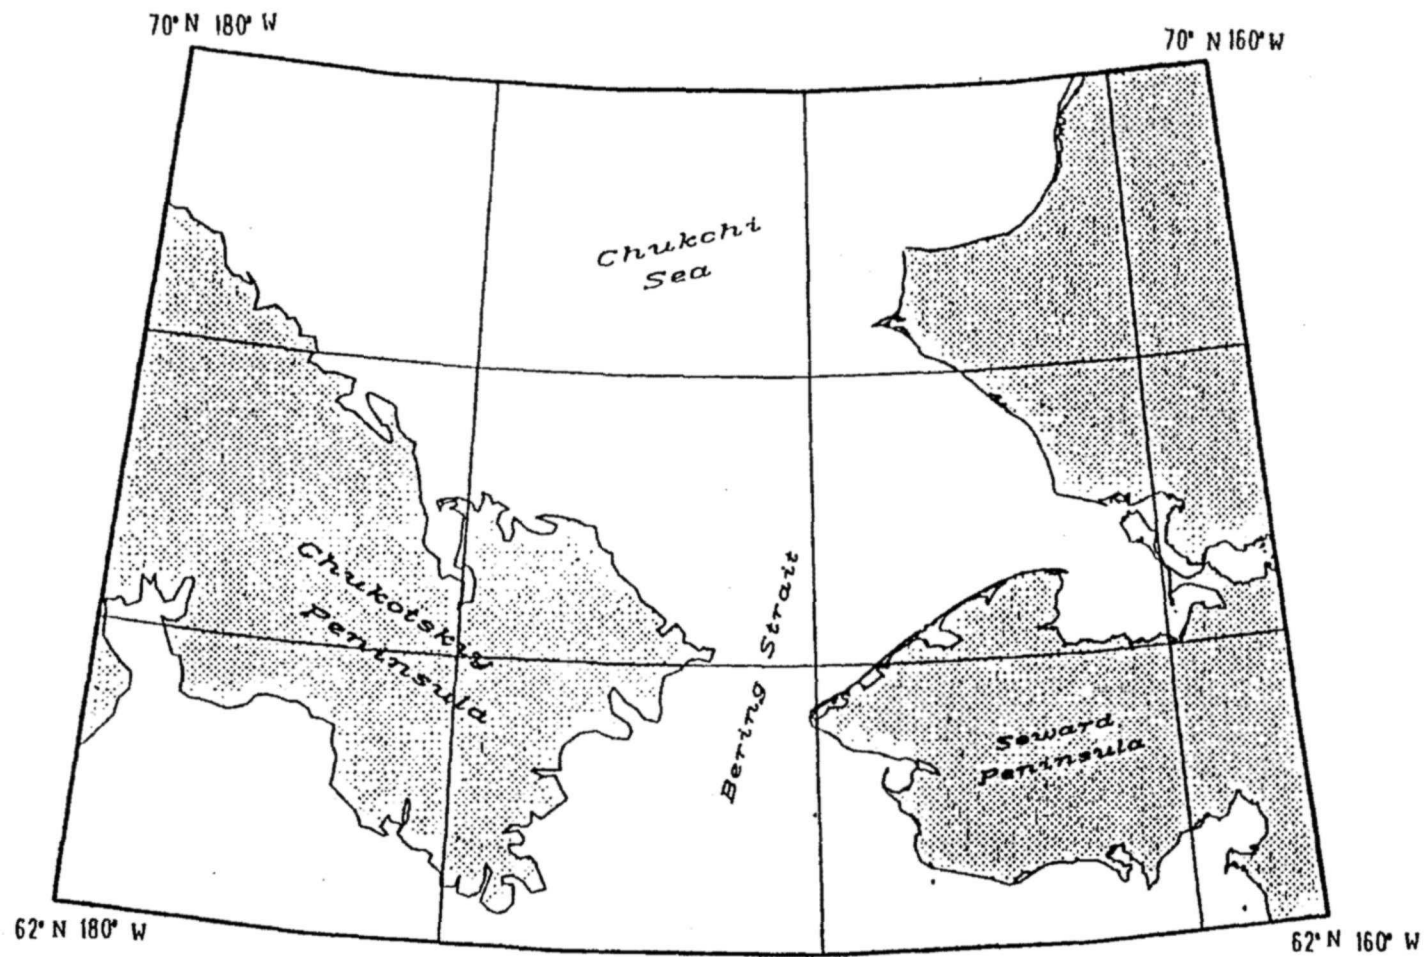 70° N 180° W
70° N 160° W
Chukchi
Sea
Chukotskiy
Peninsula
Bering Strait
Seward
Peninsula
62° N 180° W
62° N 160° W